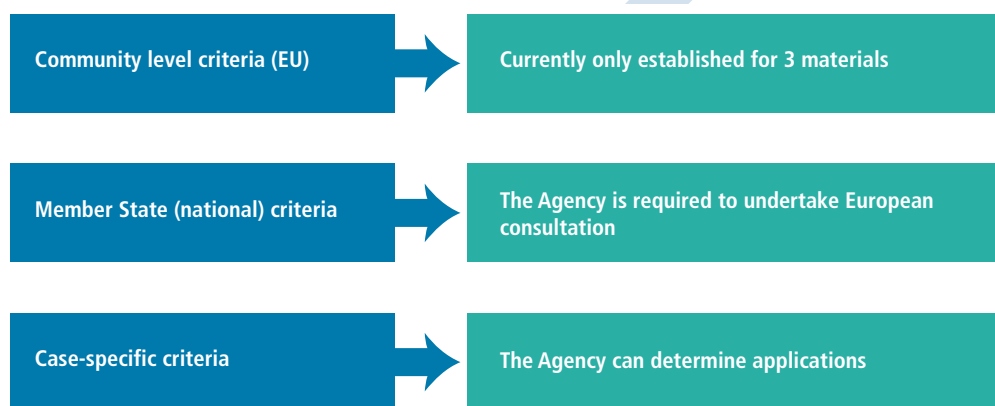 Community level criteria (EU)
Currently only established for 3 materials
Member State (national) criteria
The Agency is required to undertake European
consultation
Case-specific criteria
The Agency can determine applications